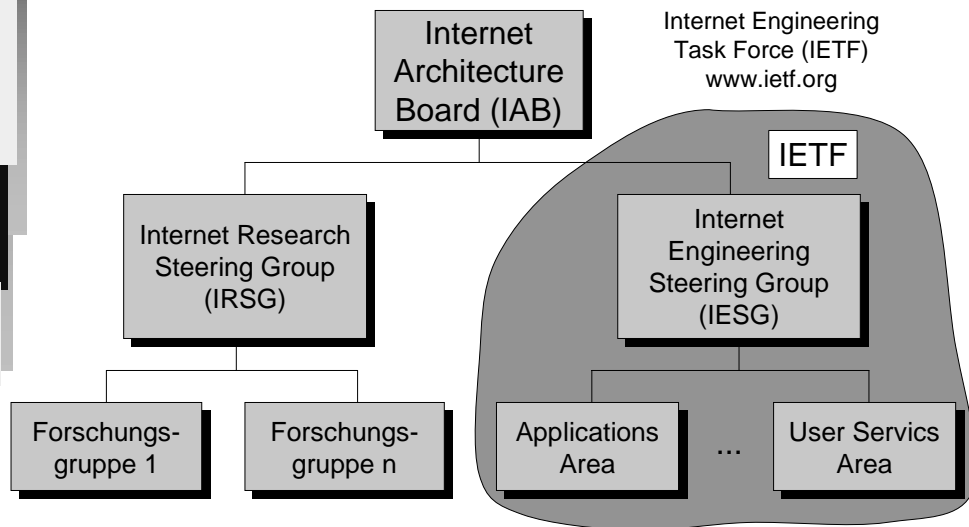 Internet
Architecture
Board (IAB)
Internet Engineering
Task Force (IETF)
www.ietf.org
IETF
Internet Research
Steering Group
(IRSG)
Internet
Engineering
Steering Group
(IESG)
Forschungs-
gruppe 1
Forschungs-
gruppe n
Applications
Area
...
User Servics
Area